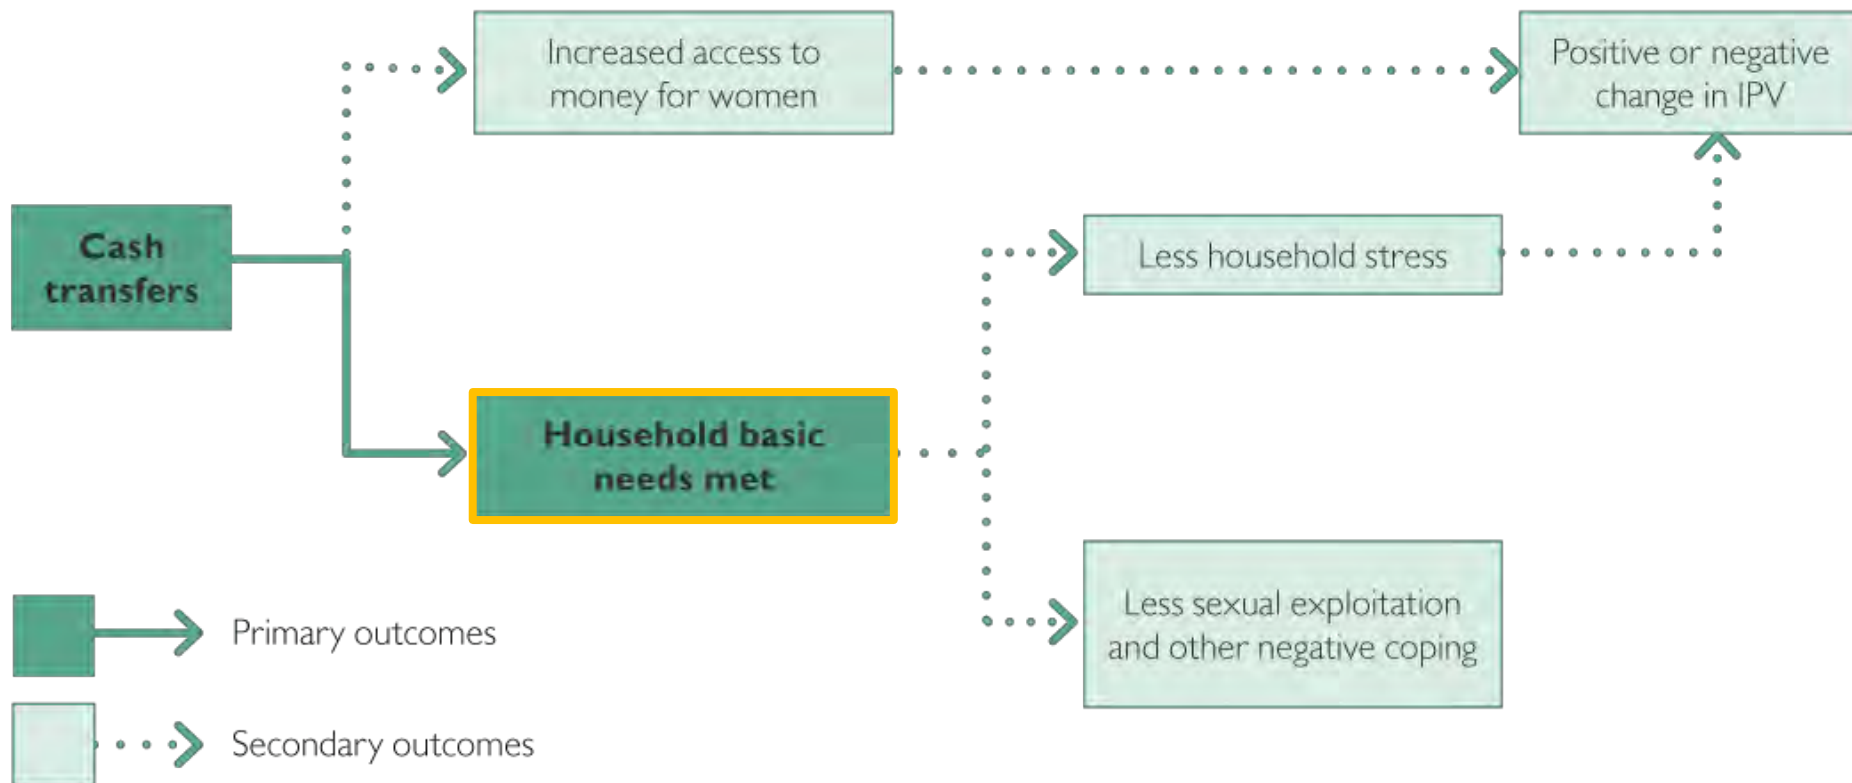 Increased access to
money for women
Positive or negative
change in IPV
Cash
transfers
Less household stress
Household basic
needs met
Less sexual exploitation
and other negative coping
Primary outcomes
Secondary outcomes